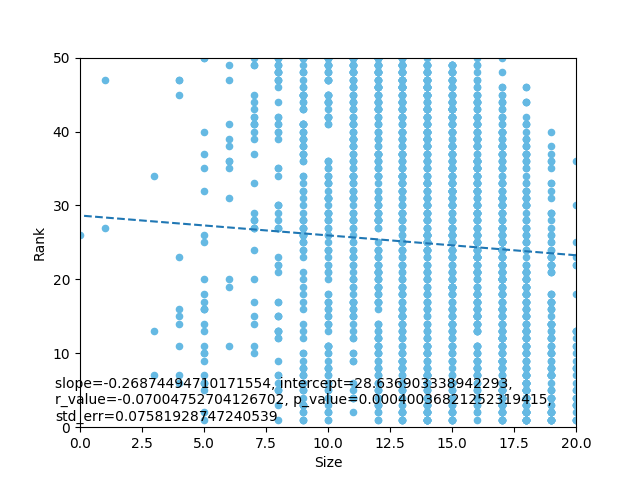 50
40
30
20
10
0
Rank
slope=-0.26874494710171554, intercept=28.636903338942293,
r_value=-0.07004752704126702, p_value=0.00040036821252319415,
std_err=0.07581928747240539
0.0 2.5 5.0 7.5 10.0 12.5 15.0 17.5 20.0
Size